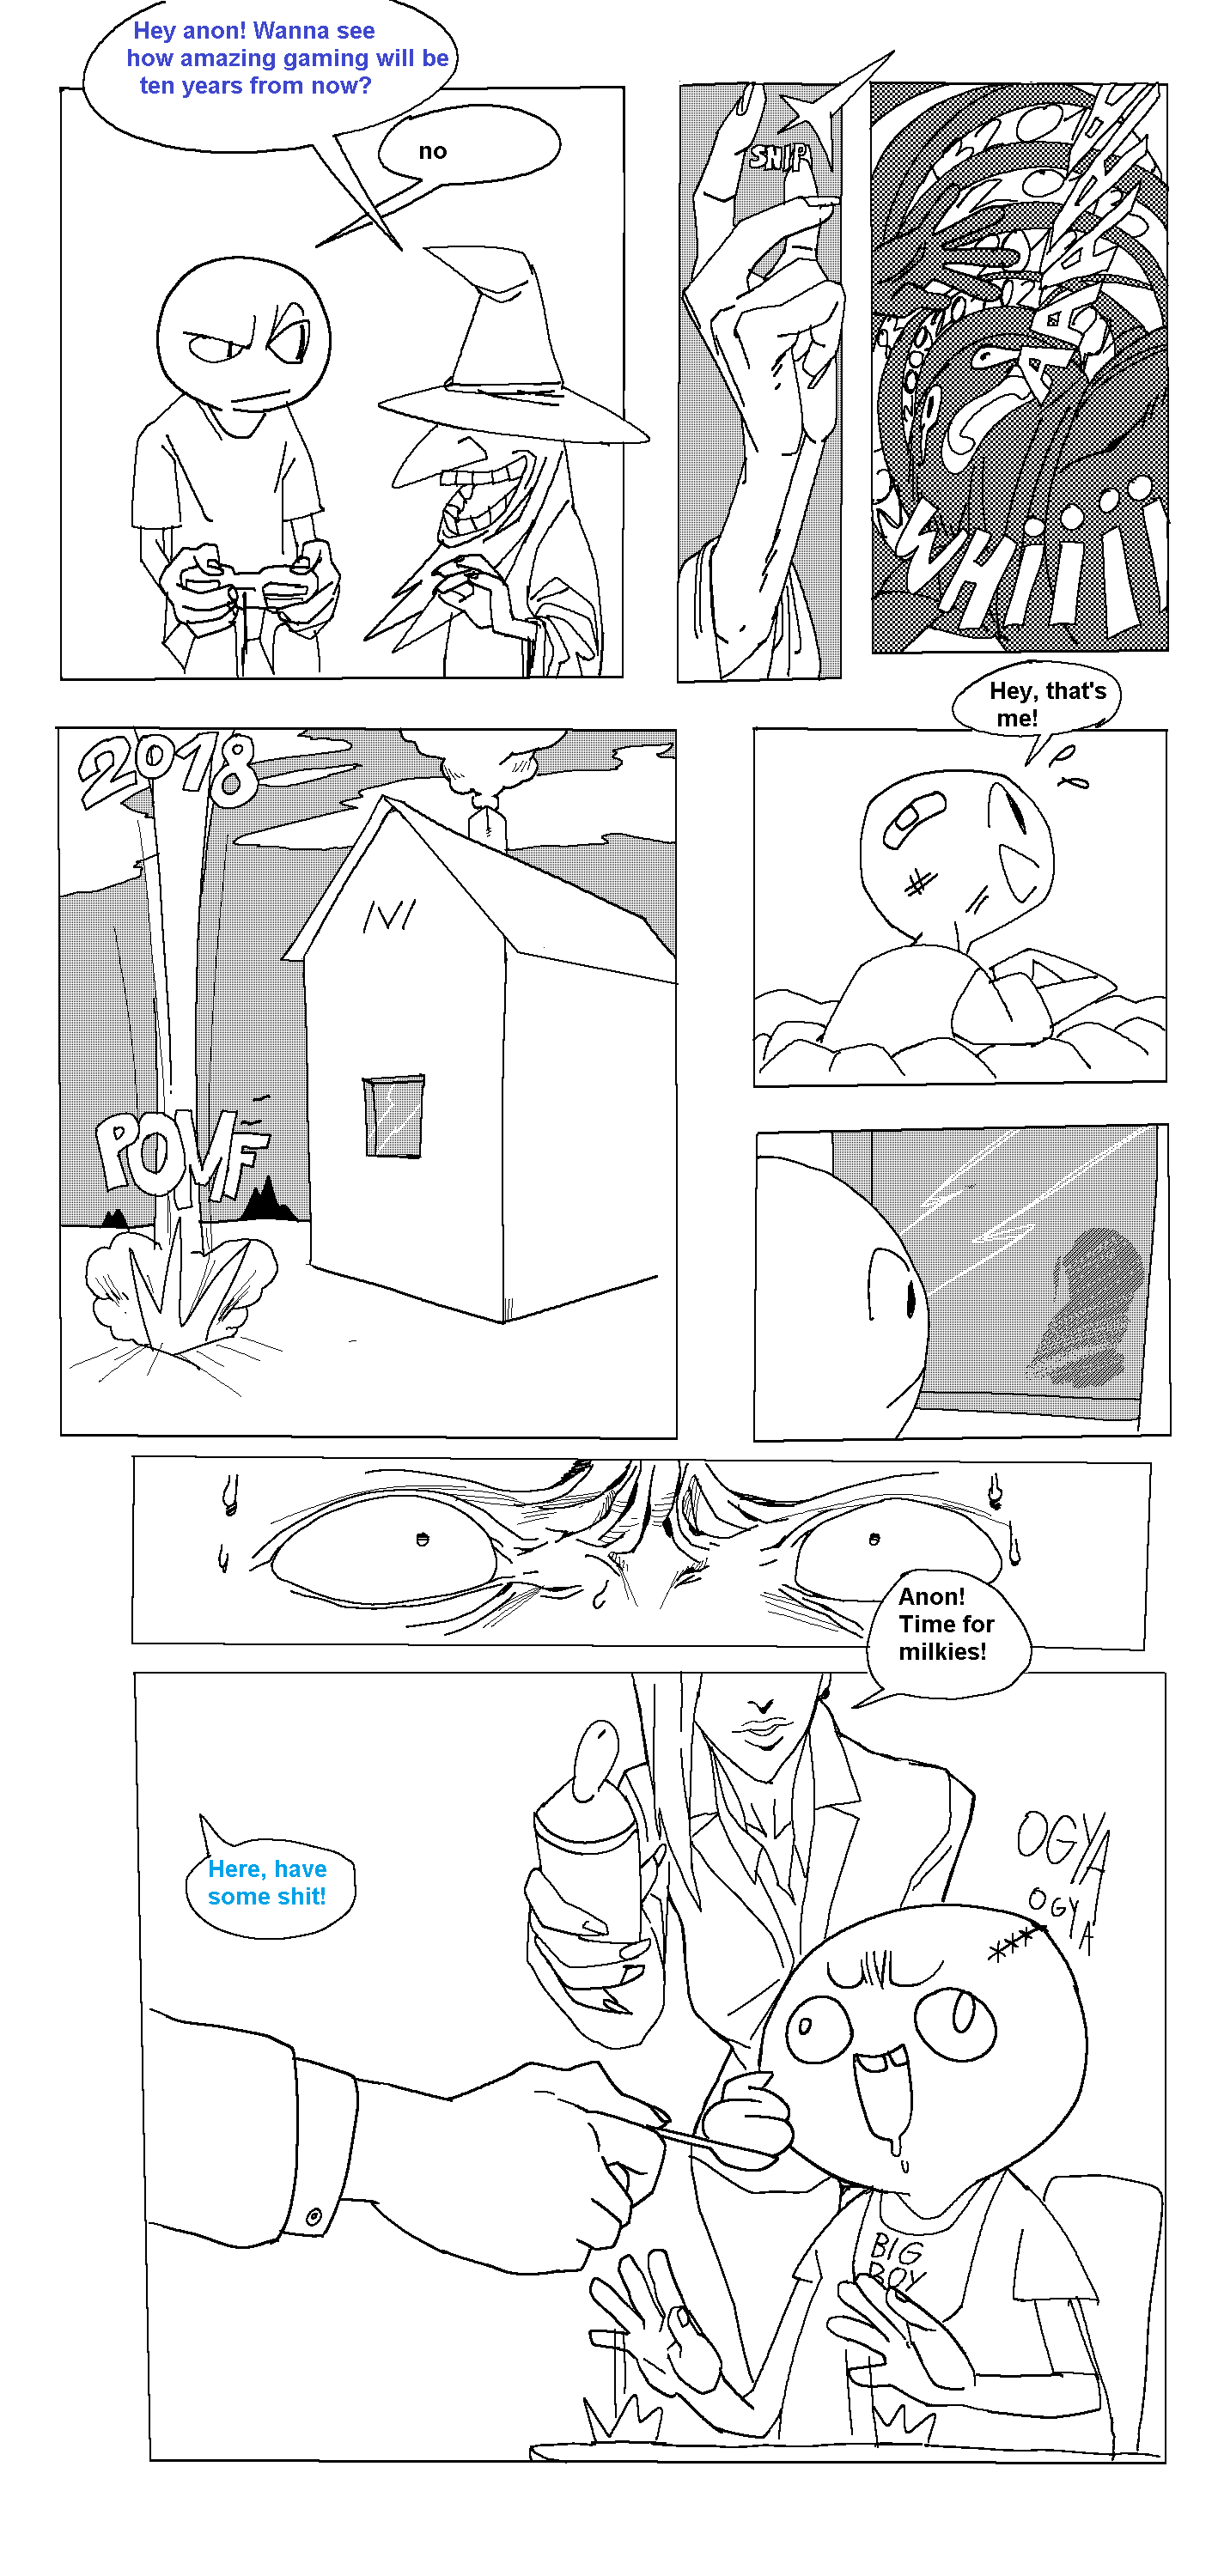 Hey anon! Wanna see
how amazing gaming will be
ten years from now?
no
SNIP
AAAAAA
WHiiiii
Hey, that's
me!
2018
/V/
POMF
Anon!
Time for
milkies!
Here, have
some shit!
OGYA
OGYA
BIG
BOY